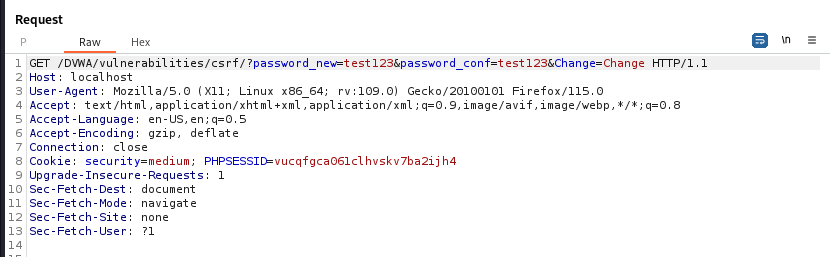 Request
P Raw Hex \n
1 GET /DVWA/vulnerabilities/csrf/?password_new=test123&password_conf=test123&Change=Change HTTP/1.1
2 Host: localhost
3 User-Agent: Mozilla/5.0 (X11; Linux x86_64; rv:109.0) Gecko/20100101 Firefox/115.0
4 Accept: text/html,application/xhtml+xml,application/xml;q=0.9,image/avif,image/webp,*/*;q=0.8
5 Accept-Language: en-US,en;q=0.5
6 Accept-Encoding: gzip, deflate
7 Connection: close
8 Cookie: security=medium; PHPSESSID=vucqfgca061clhvskv7ba2ijh4
9 Upgrade-Insecure-Requests: 1
10 Sec-Fetch-Dest: document
11 Sec-Fetch-Mode: navigate
12 Sec-Fetch-Site: none
13 Sec-Fetch-User: ?1
14